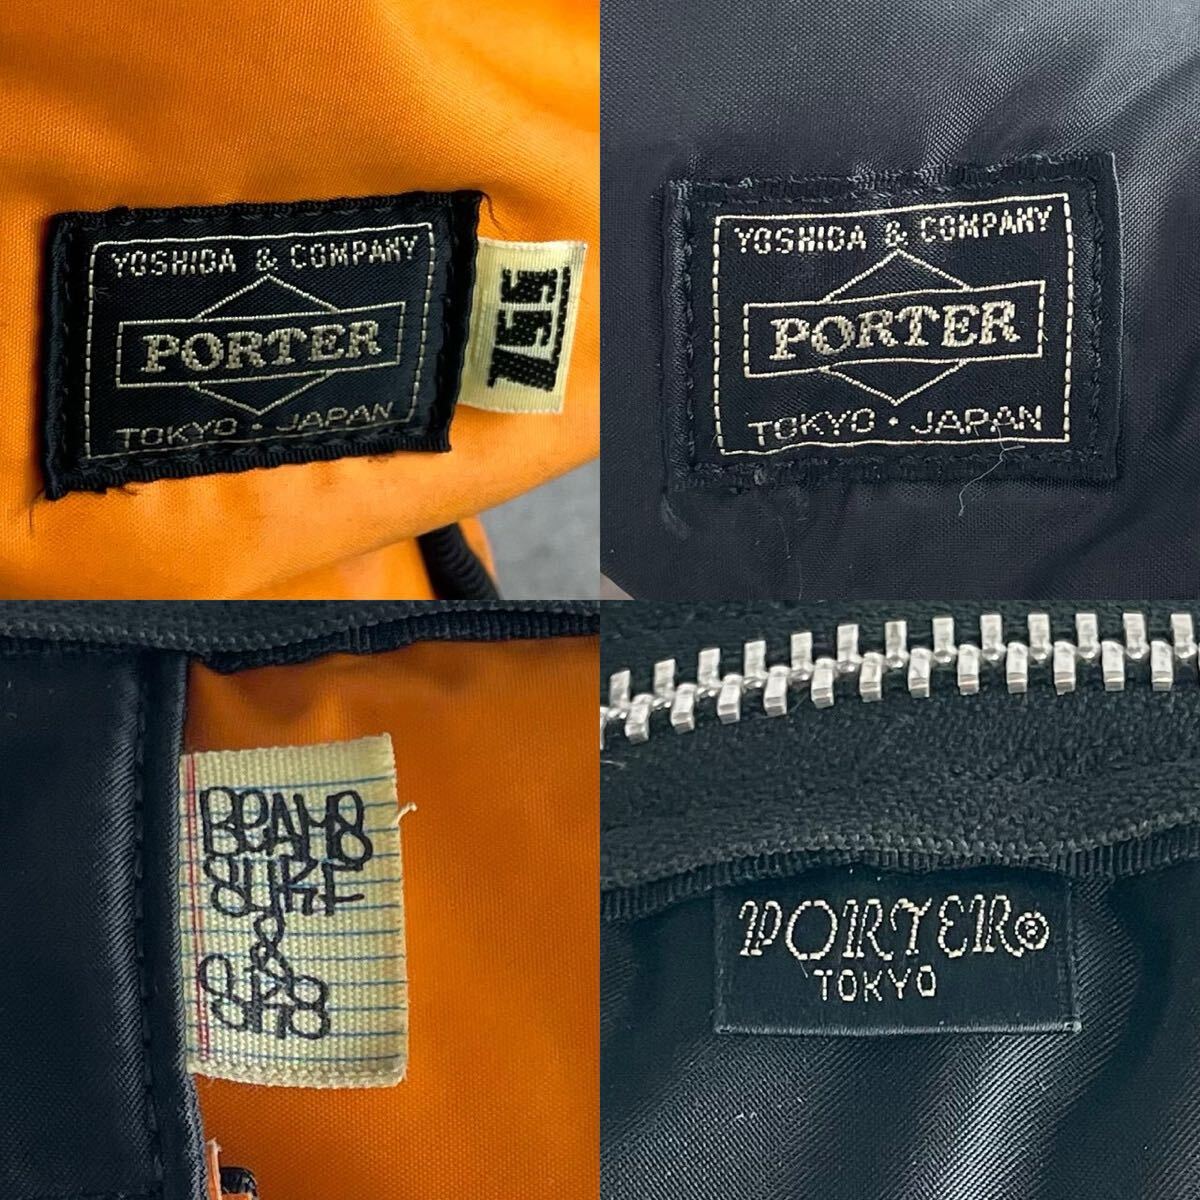 YOSHIDA & COMPANY
PORTER
TOKYO · JAPAN
YOSHIDA & COMPANY
PORTER
TOKYO · JAPAN
BEAMS
SURF
&
SK8
PORTER®
TOKYO